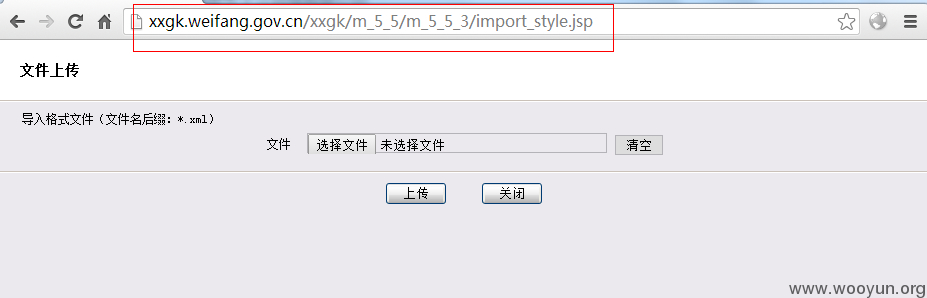 xxgk.weifang.gov.cn/xxgk/m_5_5/m_5_5_3/import_style.jsp
文件上传
导入格式文件（文件名后缀：*.xml）
文件 选择文件 未选择文件 清空
上传 关闭
www.wooyun.org